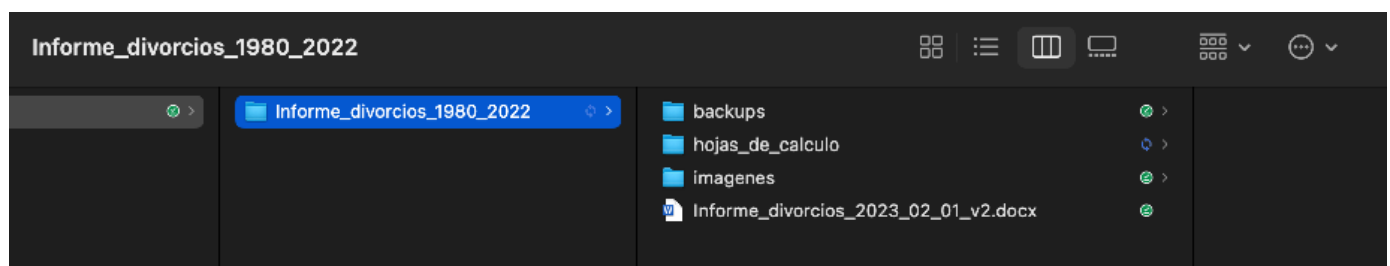 Informe_divorcios_1980_2022
Informe_divorcios_1980_2022
backups
hojas_de_calculo
imagenes
Informe_divorcios_2023_02_01_v2.docx